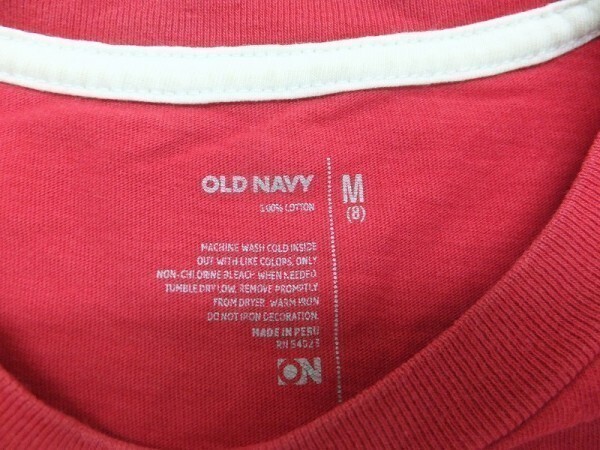 OLD NAVY
100% COTTON
M
(8)
MACHINE WASH COLD INSIDE
OUT WITH LIKE COLORS, ONLY
NON-CHLORINE BLEACH WHEN NEEDED.
TUMBLE DRY LOW. REMOVE PROMPTLY
FROM DRYER. WARM IRON
DO NOT IRON DECORATION.
MADE IN PERU
RN 54023
ON